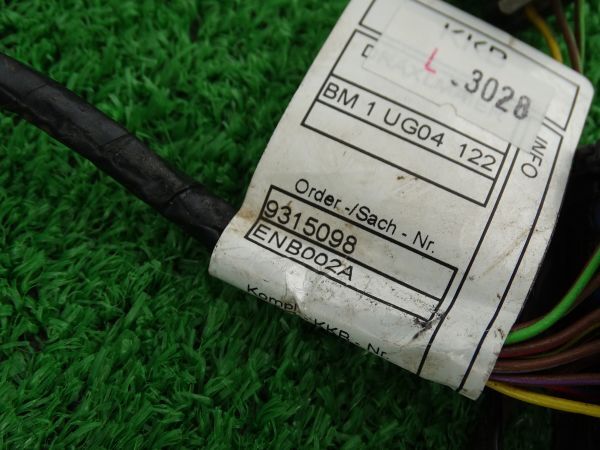 KKB
L
.3028
BM 1 UG04 122
INFO
Order.-/Sach - Nr.
9315098
ENB002A
Kompl. KKB - Nr.